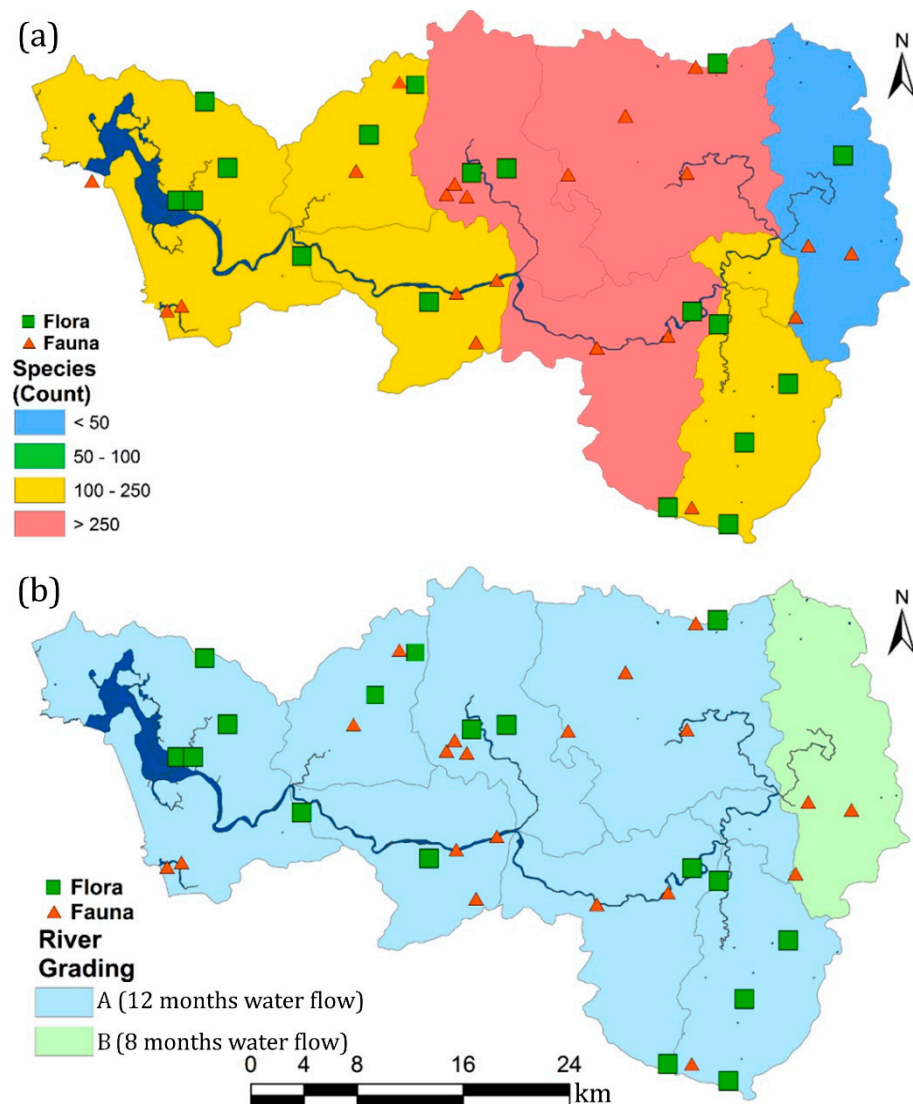 (a)
N
Flora
Fauna
Species
(Count)
< 50
50 - 100
100 - 250
> 250
(b)
N
Flora
Fauna
River
Grading
A (12 months water flow)
B (8 months water flow)
0 4 8 16 24
km